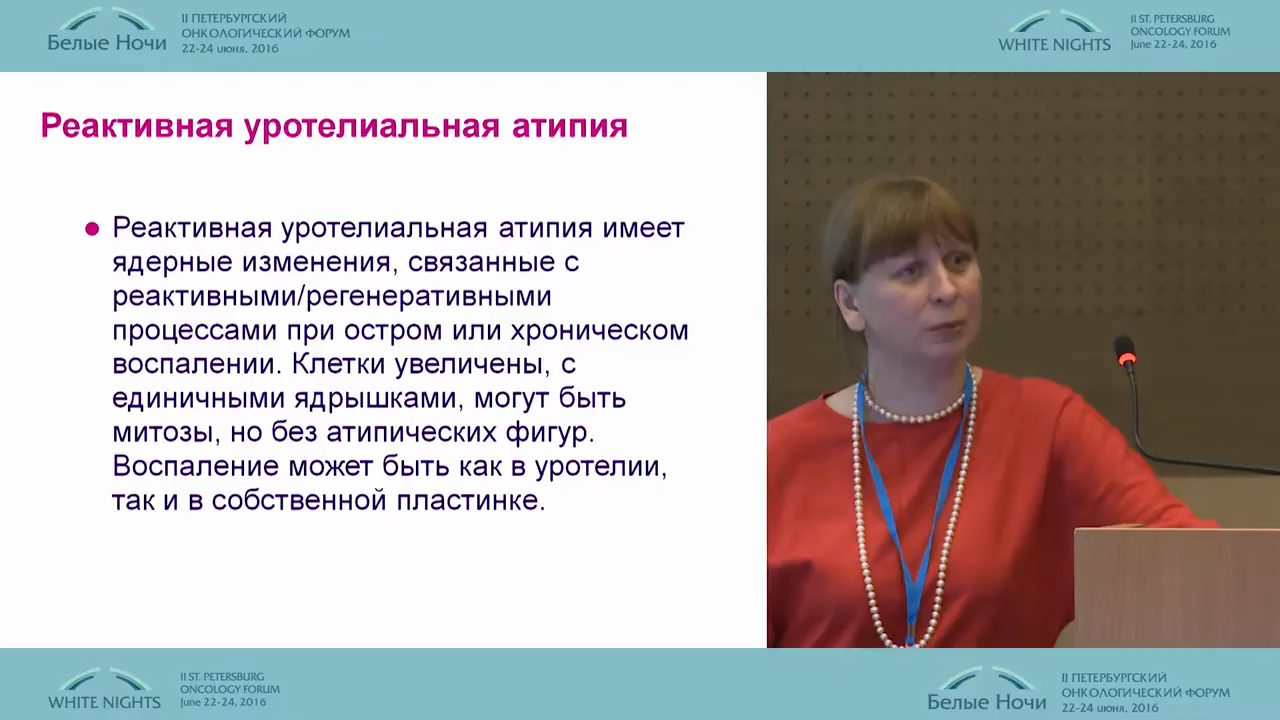 Белые Ночи
II ПЕТЕРБУРГСКИЙ
ОНКОЛОГИЧЕСКИЙ ФОРУМ
22-24 июня, 2016
WHITE NIGHTS
II ST. PETERSBURG
ONCOLOGY FORUM
June 22-24, 2016
Реактивная уротелиальная атипия
Реактивная уротелиальная атипия имеет
ядерные изменения, связанные с
реактивными/регенеративными
процессами при остром или хроническом
воспалении. Клетки увеличены, с
единичными ядрышками, могут быть
митозы, но без атипических фигур.
Воспаление может быть как в уротелии,
так и в собственной пластинке.
WHITE NIGHTS
II ST. PETERSBURG
ONCOLOGY FORUM
June 22-24, 2016
Белые Ночи
II ПЕТЕРБУРГСКИЙ
ОНКОЛОГИЧЕСКИЙ ФОРУМ
22-24 июня, 2016